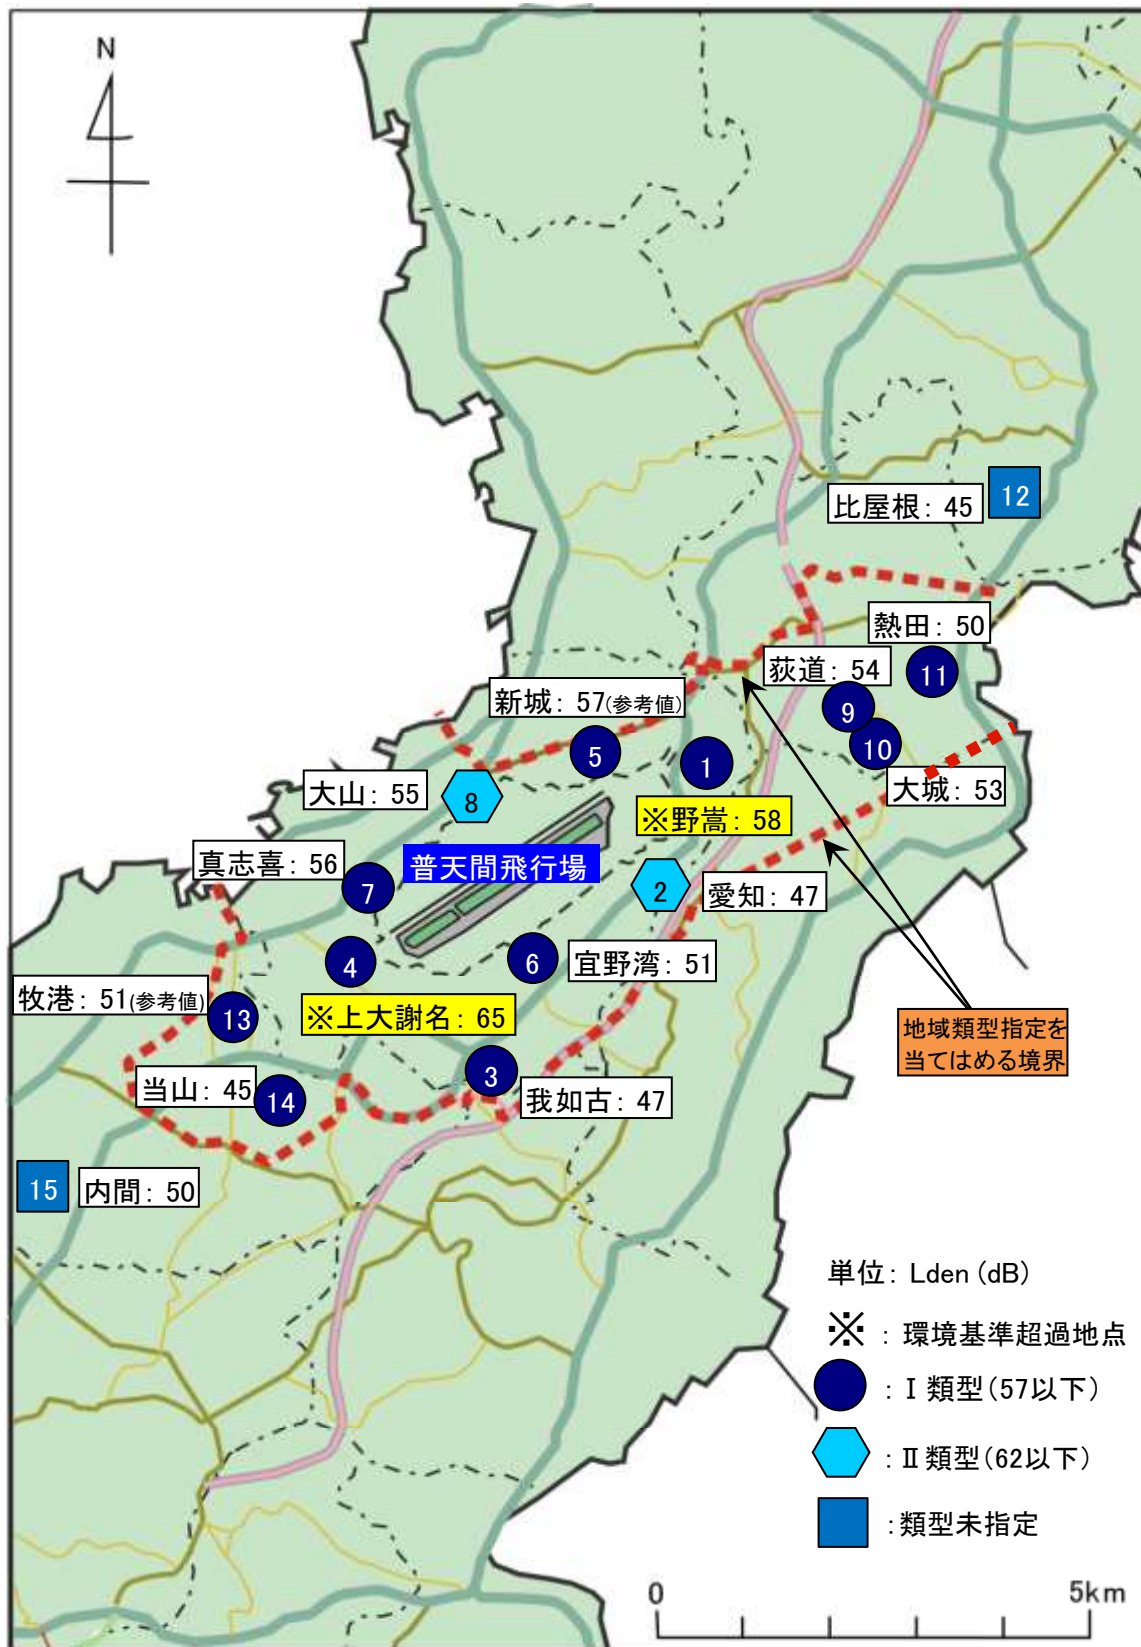 N
比屋根: 45
12
熱田: 50
荻道: 54
11
新城: 57(参考値)
9
5
1
10
大山: 55
8
大城: 53
※野嵩: 58
真志喜: 56
普天間飛行場
7
2
愛知: 47
4
6
宜野湾: 51
牧港: 51(参考値)
13
※上大謝名: 65
地域類型指定を
当てはめる境界
3
当山: 45
14
我如古: 47
15
内間: 50
単位: Lden (dB)
※ : 環境基準超過地点
: Ⅰ類型(57以下)
: Ⅱ類型(62以下)
: 類型未指定
0
5km